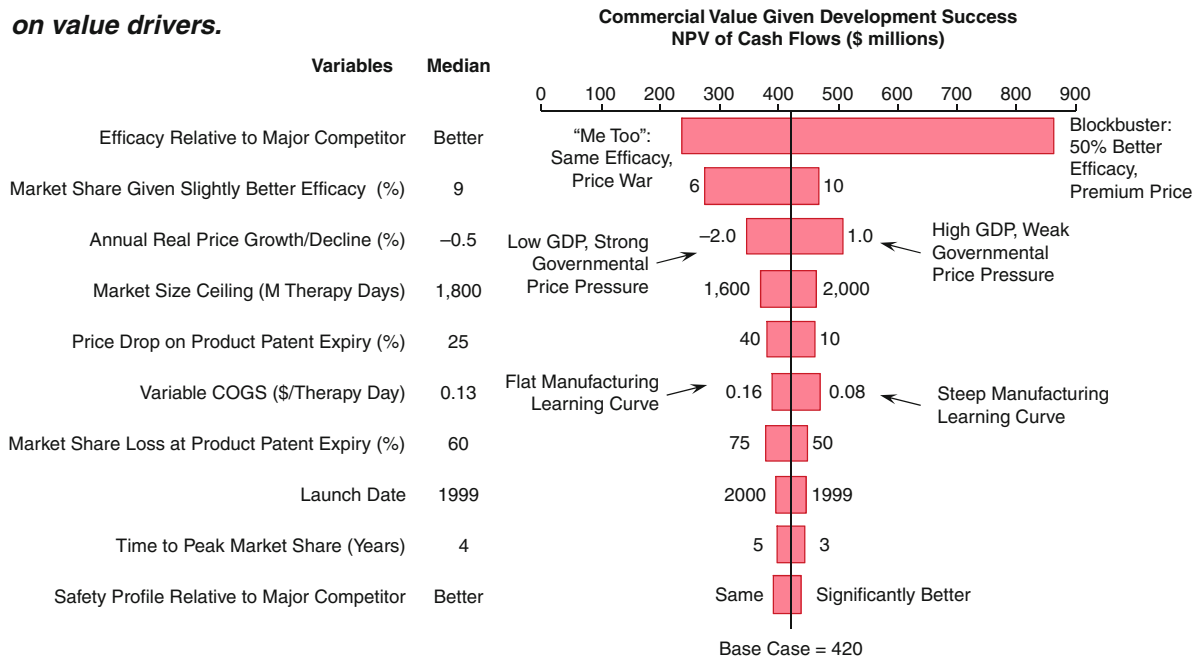 on value drivers.
Commercial Value Given Development Success
NPV of Cash Flows ($ millions)
Variables Median
0 100 200 300 400 500 600 700 800 900
Efficacy Relative to Major Competitor Better
“Me Too”:
Same Efficacy,
Price War
Blockbuster:
50% Better
Efficacy,
Premium Price
Market Share Given Slightly Better Efficacy (%) 9 6 10
Annual Real Price Growth/Decline (%) –0.5 –2.0 1.0
Low GDP, Strong
Governmental
Price Pressure
High GDP, Weak
Governmental
Price Pressure
Market Size Ceiling (M Therapy Days) 1,800 1,600 2,000
Price Drop on Product Patent Expiry (%) 25 40 10
Variable COGS ($/Therapy Day) 0.13 0.16 0.08
Flat Manufacturing
Learning Curve
Steep Manufacturing
Learning Curve
Market Share Loss at Product Patent Expiry (%) 60 75 50
Launch Date 1999 2000 1999
Time to Peak Market Share (Years) 4 5 3
Safety Profile Relative to Major Competitor Better Same Significantly Better
Base Case = 420